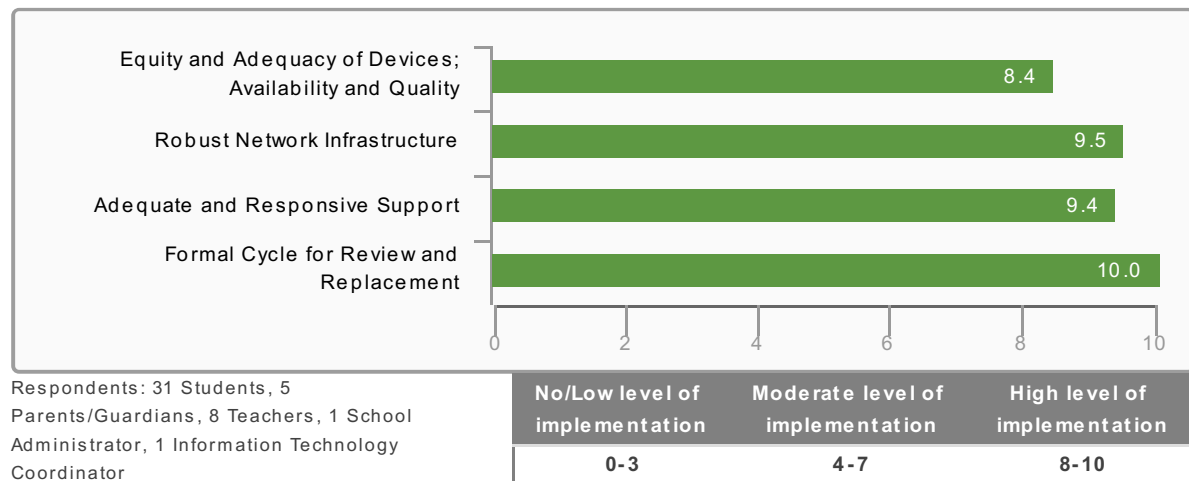 Equity and Adequacy of Devices;
Availability and Quality
8.4
Robust Network Infrastructure
9.5
Adequate and Responsive Support
9.4
Formal Cycle for Review and
Replacement
10.0
0 2 4 6 8 10
Respondents: 31 Students, 5
Parents/Guardians, 8 Teachers, 1 School
Administrator, 1 Information Technology
Coordinator
No/Low level of
implementation
Moderate level of
implementation
High level of
implementation
0-3
4-7
8-10